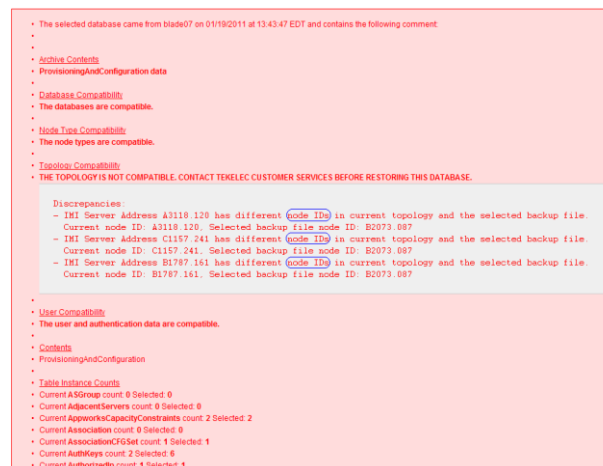 The selected database came from blade07 on 01/19/2011 at 13:43:47 EDT and contains the following comment:
Archive Contents
ProvisioningAndConfiguration data
Database Compatibility
The databases are compatible.
Node Type Compatibility
The node types are compatible.
Topology Compatibility
THE TOPOLOGY IS NOT COMPATIBLE. CONTACT TEKELEC CUSTOMER SERVICES BEFORE RESTORING THIS DATABASE.
Discrepancies:
- IMI Server Address A3118.120 has different node IDs in current topology and the selected backup file.
Current node ID: A3118.120, Selected backup file node ID: B2073.087
- IMI Server Address C1157.241 has different node IDs in current topology and the selected backup file.
Current node ID: C1157.241, Selected backup file node ID: B2073.087
- IMI Server Address B1787.161 has different node IDs in current topology and the selected backup file.
Current node ID: B1787.161, Selected backup file node ID: B2073.087
User Compatibility
The user and authentication data are compatible.
Contents
ProvisioningAndConfiguration
Table Instance Counts
Current ASGroup count: 0 Selected: 0
Current AdjacentServers count: 0 Selected: 0
Current AppworksCapacityConstraints count: 2 Selected: 2
Current Association count: 0 Selected: 0
Current AssociationCFGSet count: 1 Selected: 1
Current AuthKeys count: 2 Selected: 6
Current AuthorizedIp count: 1 Selected: 1